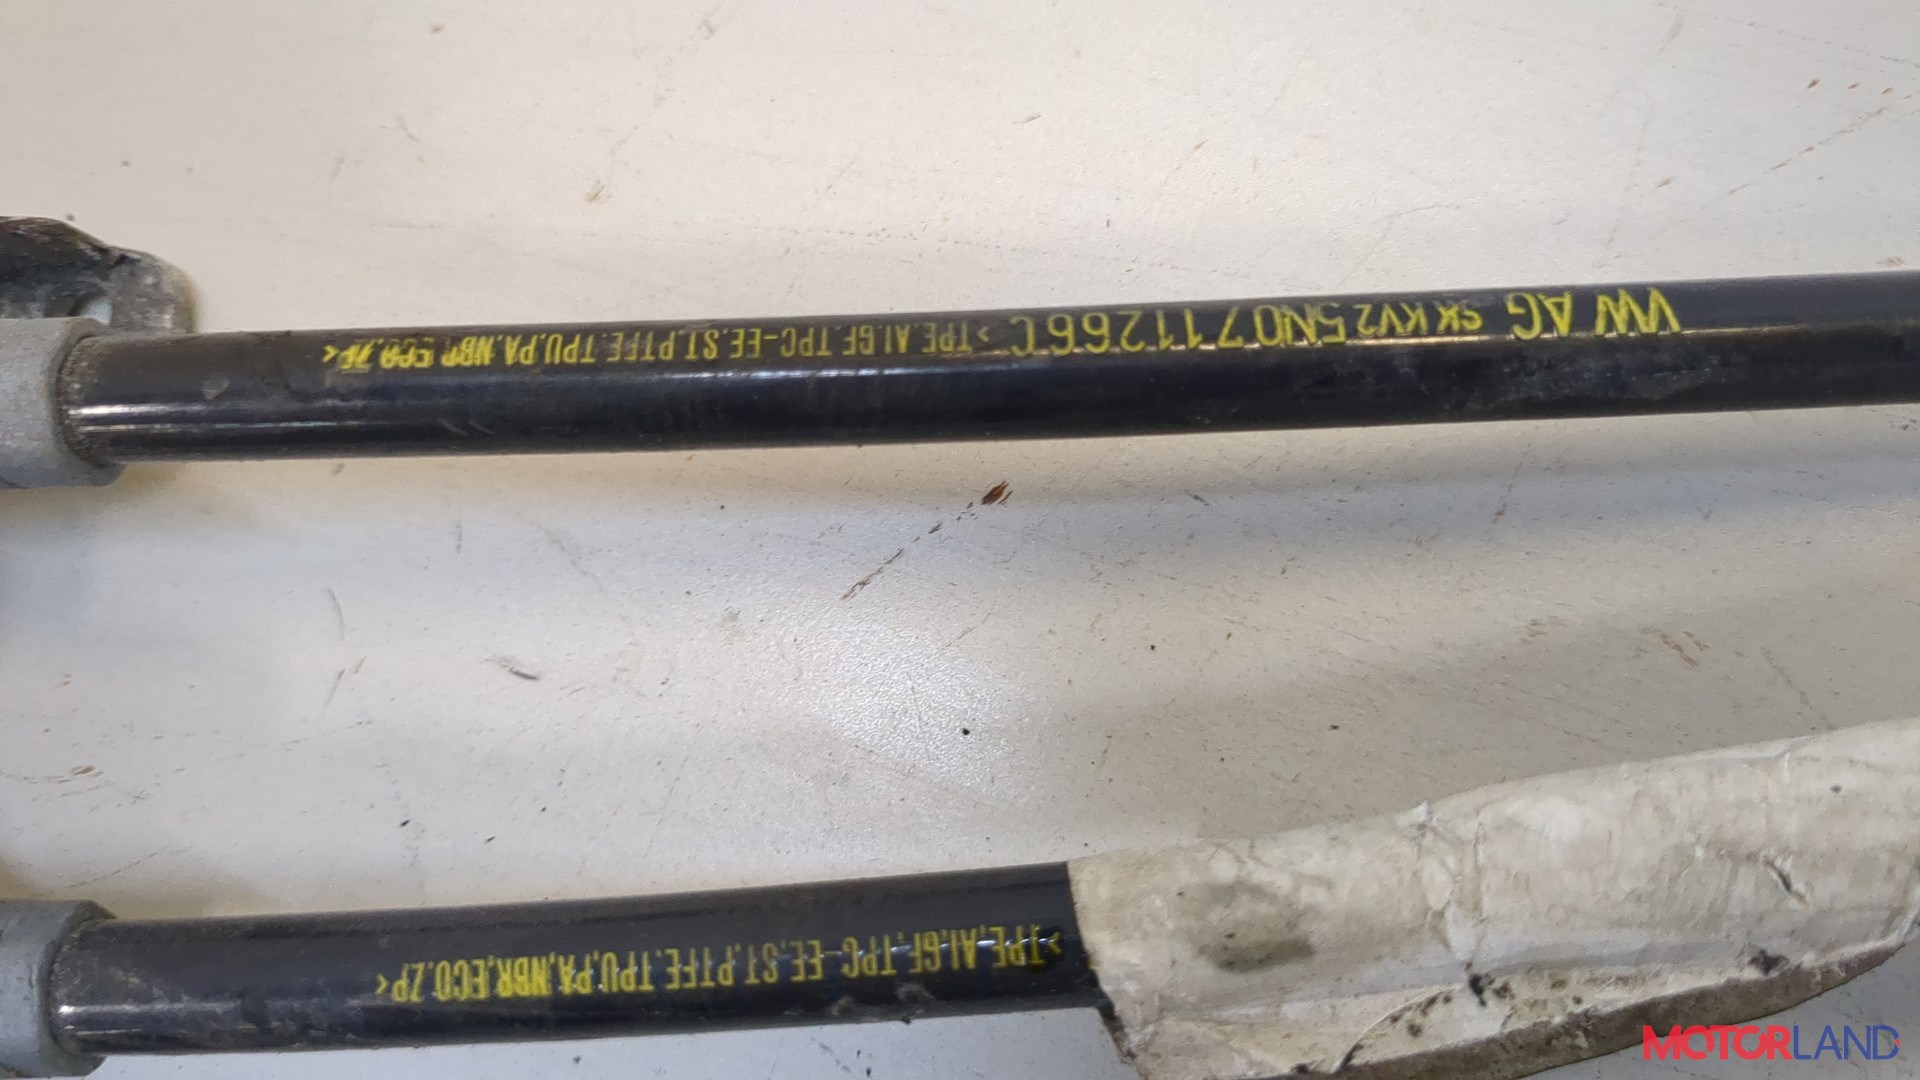 VW AG SK KV2 5N0711266C >TPE,AI.GF,TPC-EE,ST,PTFE,TPU,PA,NBR,ECO,ZP<
>TPE,AI.GF,TPC-EE,ST,PTFE,TPU,PA,NBR,ECO,ZP<
MOTORLAND